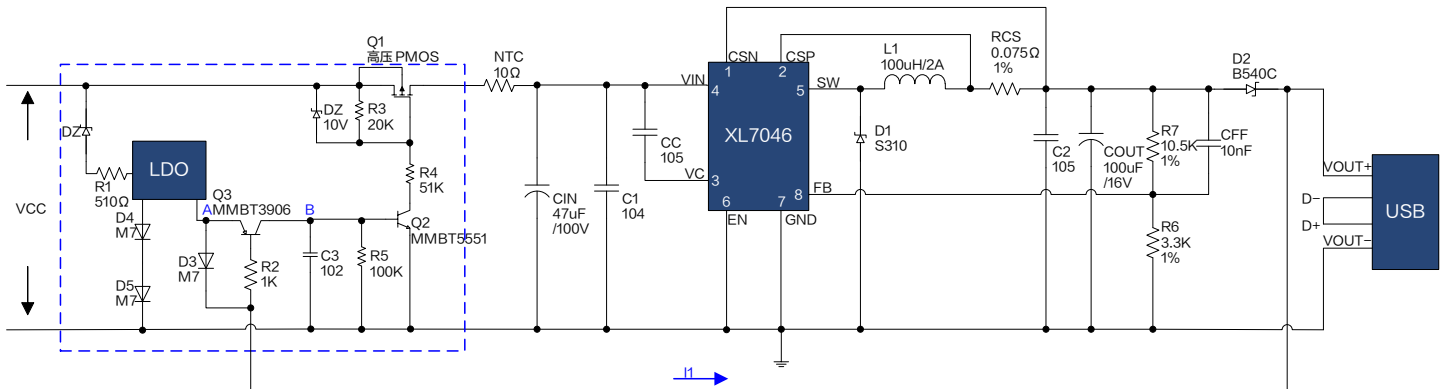 Q1
高压PMOS
DZ
DZ
10V
R3
20K
LDO
R1
510Ω
R4
51K
Q3
MMBT3906
A
B
D4
M7
VCC
Q2
MMBT5551
D3
M7
R2
1K
C3
102
R5
100K
D5
M7
NTC
10Ω
CIN
47uF
/100V
C1
104
CC
105
VIN
VC
CSN
CSP
1
2
4
5
XL7046
3
8
6
7
EN
GND
SW
FB
L1
100uH/2A
RCS
0.075Ω
1%
D1
S310
C2
105
COUT
100uF
/16V
R7
10.5K
1%
CFF
10nF
R6
3.3K
1%
D2
B540C
VOUT+
D−
D+
VOUT−
USB
I1